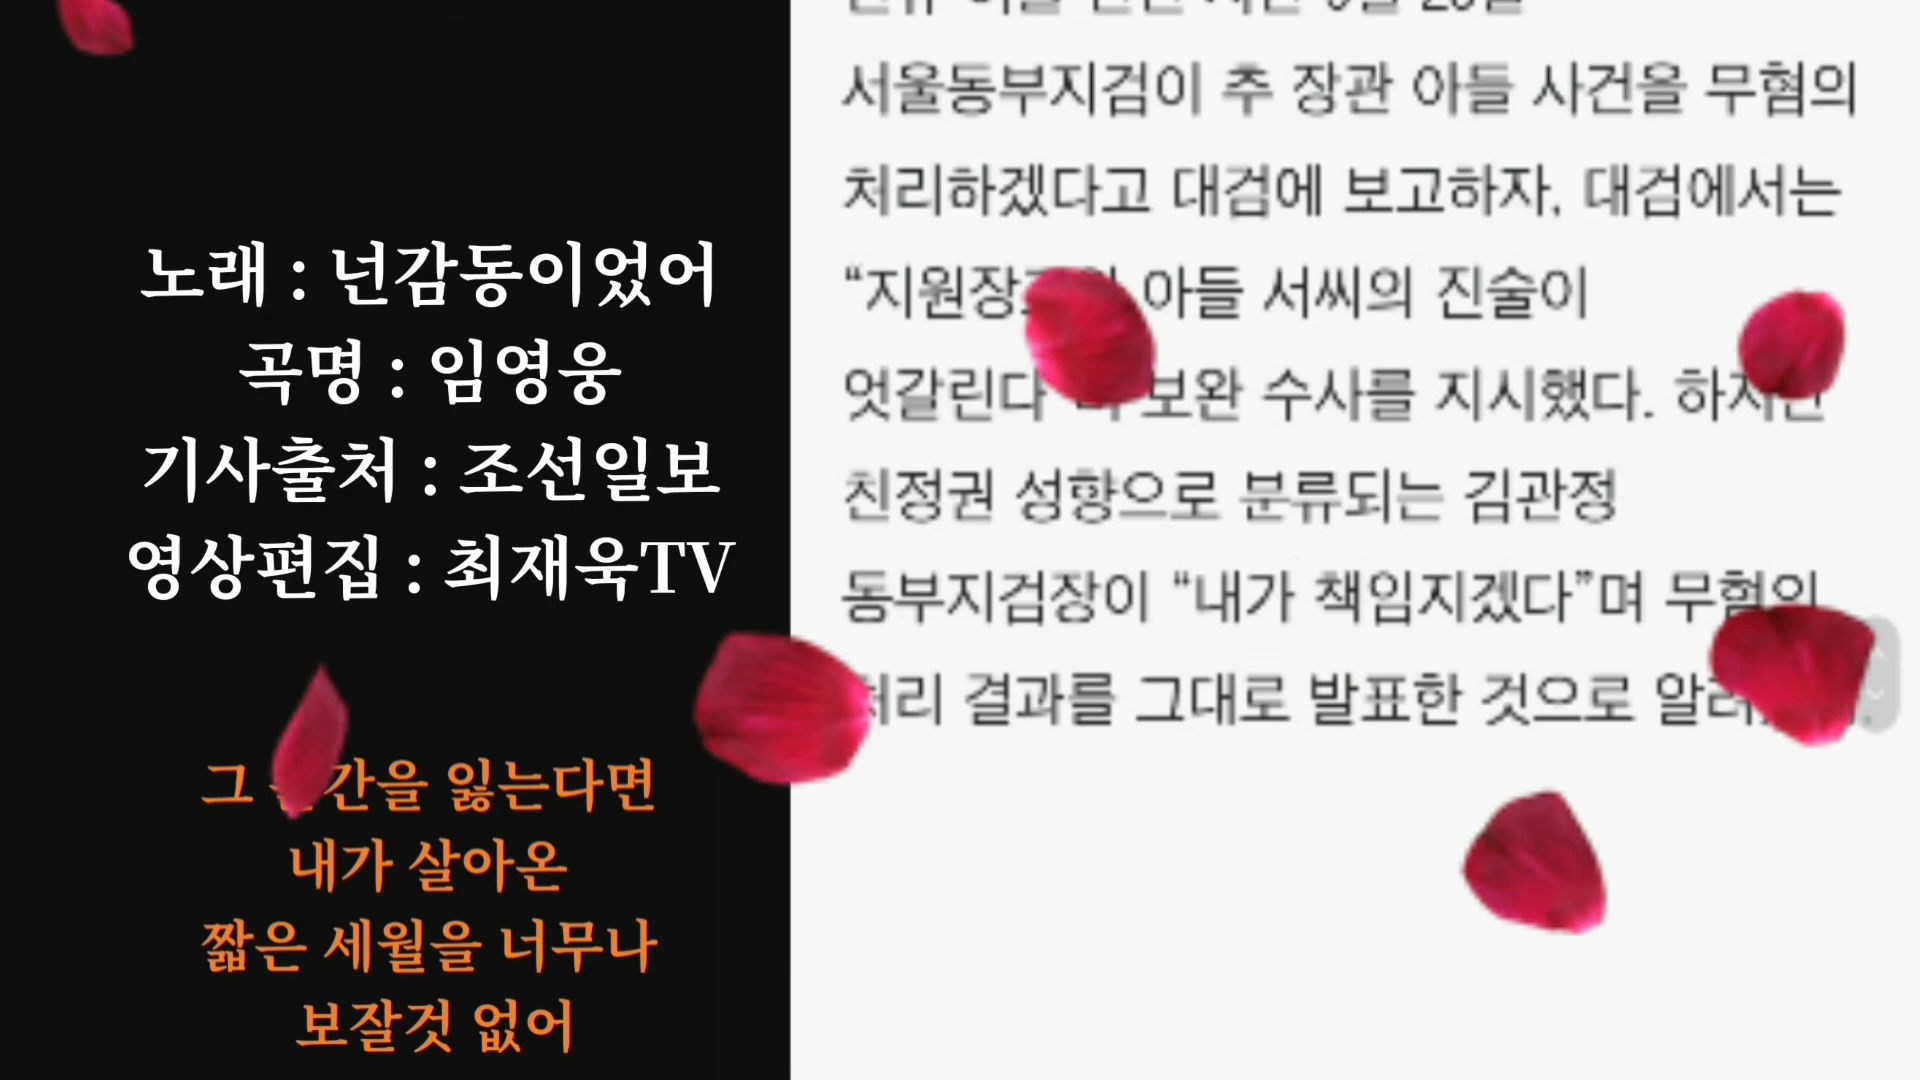 노래 : 넌감동이었어
곡명 : 임영웅
기사출처 : 조선일보
영상편집 : 최재욱TV
그 간을 잃는다면
내가 살아온
짧은 세월을 너무나
보잘것 없어
서울동부지검이 추 장관 아들 사건을 무혐의
처리하겠다고 대검에 보고하자, 대검에서는
“지원장교와 아들 서씨의 진술이
엇갈린다”며 보완 수사를 지시했다. 하지만
친정권 성향으로 분류되는 김관정
동부지검장이 “내가 책임지겠다”며 무혐의
처리 결과를 그대로 발표한 것으로